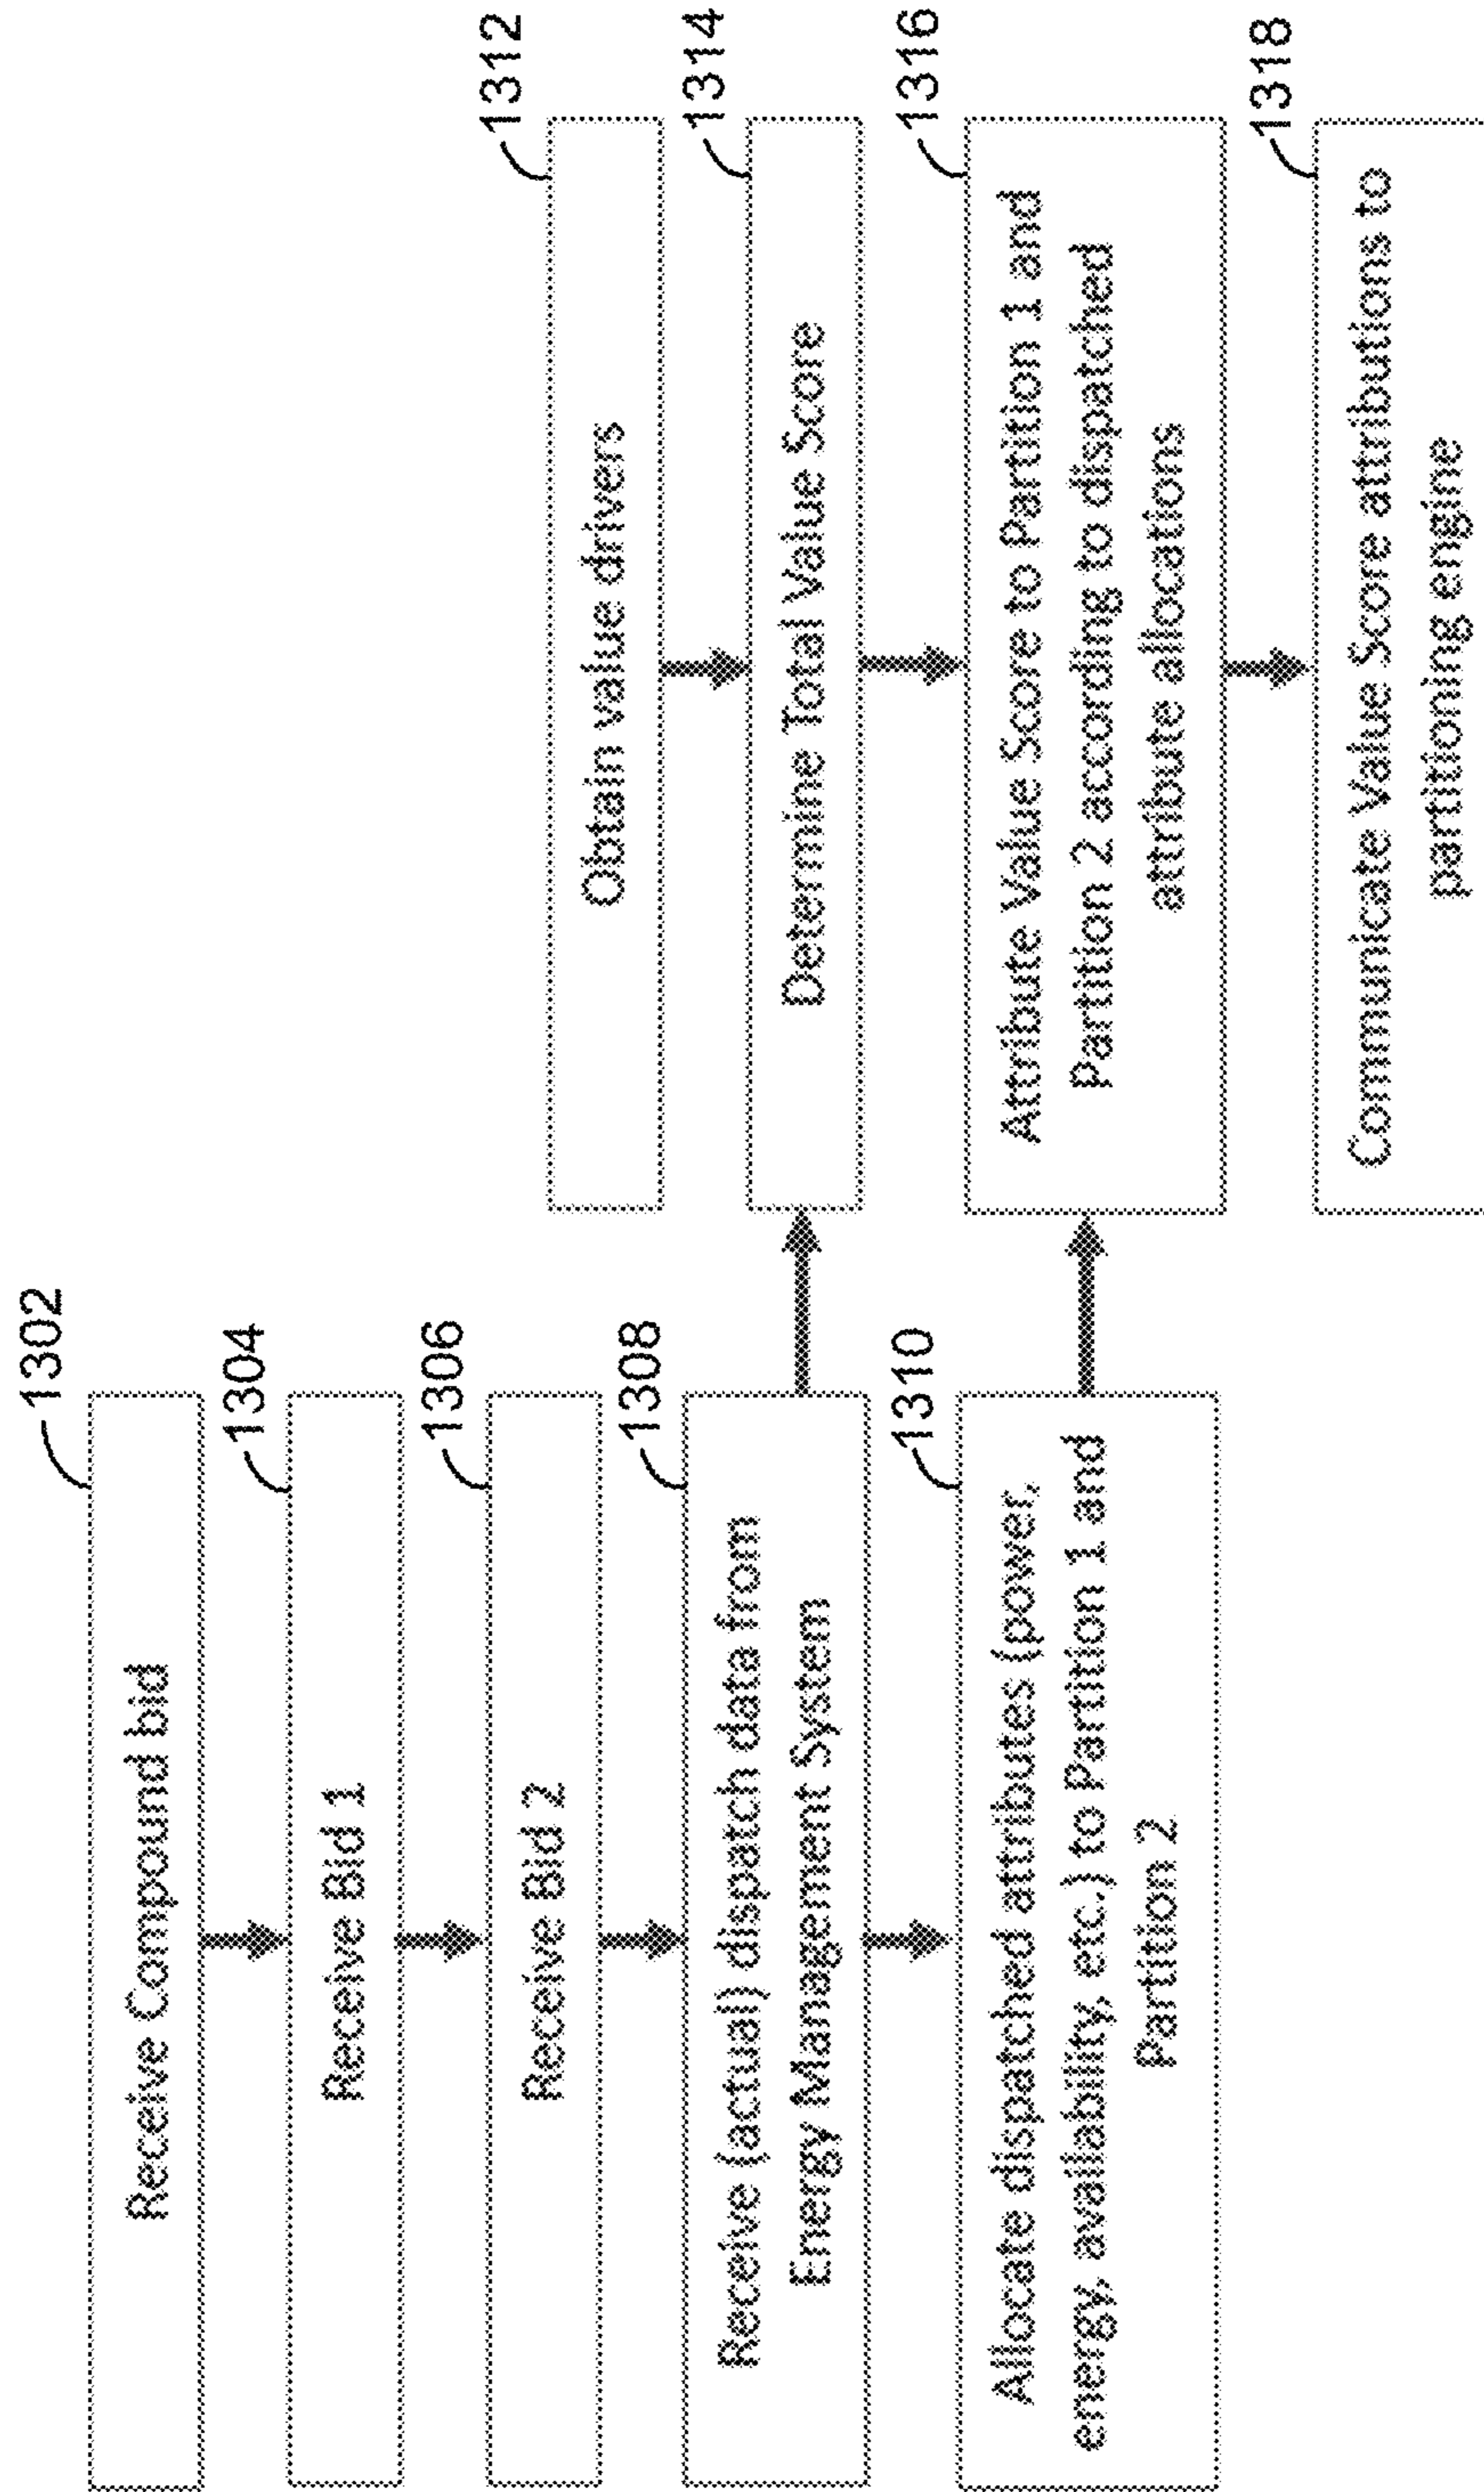 1302
Receive Compound bid
1304
Receive Bid 1
1306
Receive Bid 2
1308
Receive (actual) dispatch data from
Energy Management System
1310
Allocate dispatched attributes (power,
energy, availability, etc.) to Partition 1 and
Partition 2
1312
Obtain value drivers
1314
Determine Total Value Score
1316
Attribute Value Score to Partition 1 and
Partition 2 according to dispatched
attribute allocations
1318
Communicate Value Score attributions to
partitioning engine